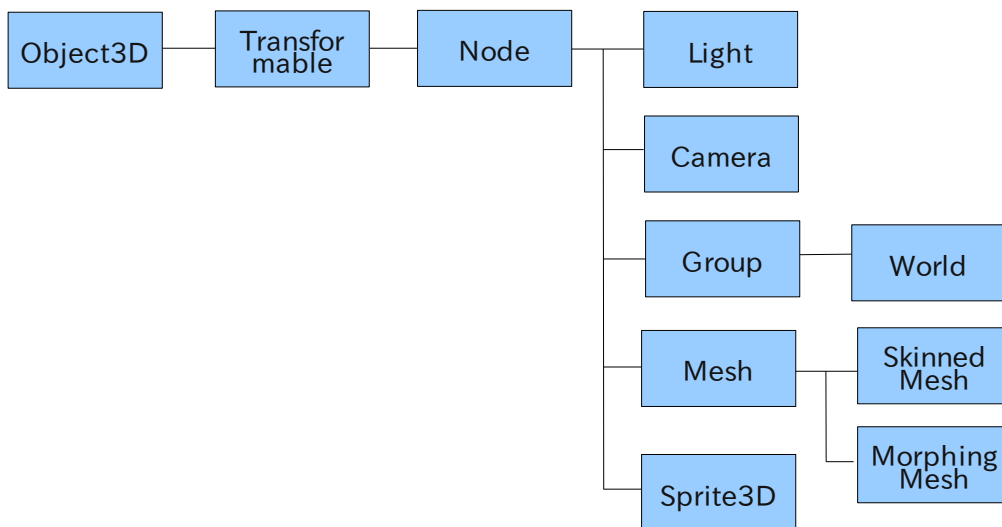 Object3D
Transfor
mable
Node
Light
Camera
Group
World
Mesh
Skinned
Mesh
Morphing
Mesh
Sprite3D